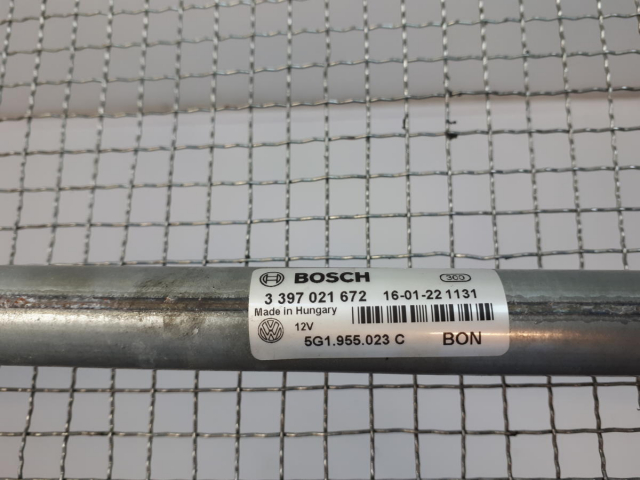 BOSCH 300
3 397 021 672 16-01-22 1131
Made in Hungary
12V
5G1.955.023 C BON